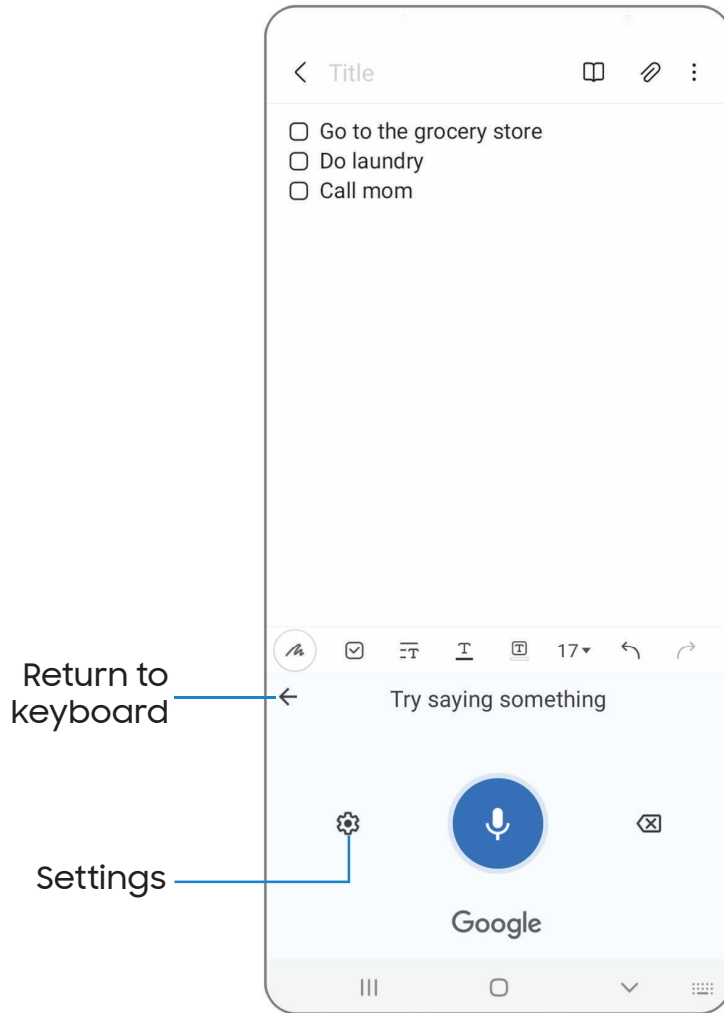 Title
Go to the grocery store
Do laundry
Call mom
17
Return to
keyboard
Try saying something
Settings
Google